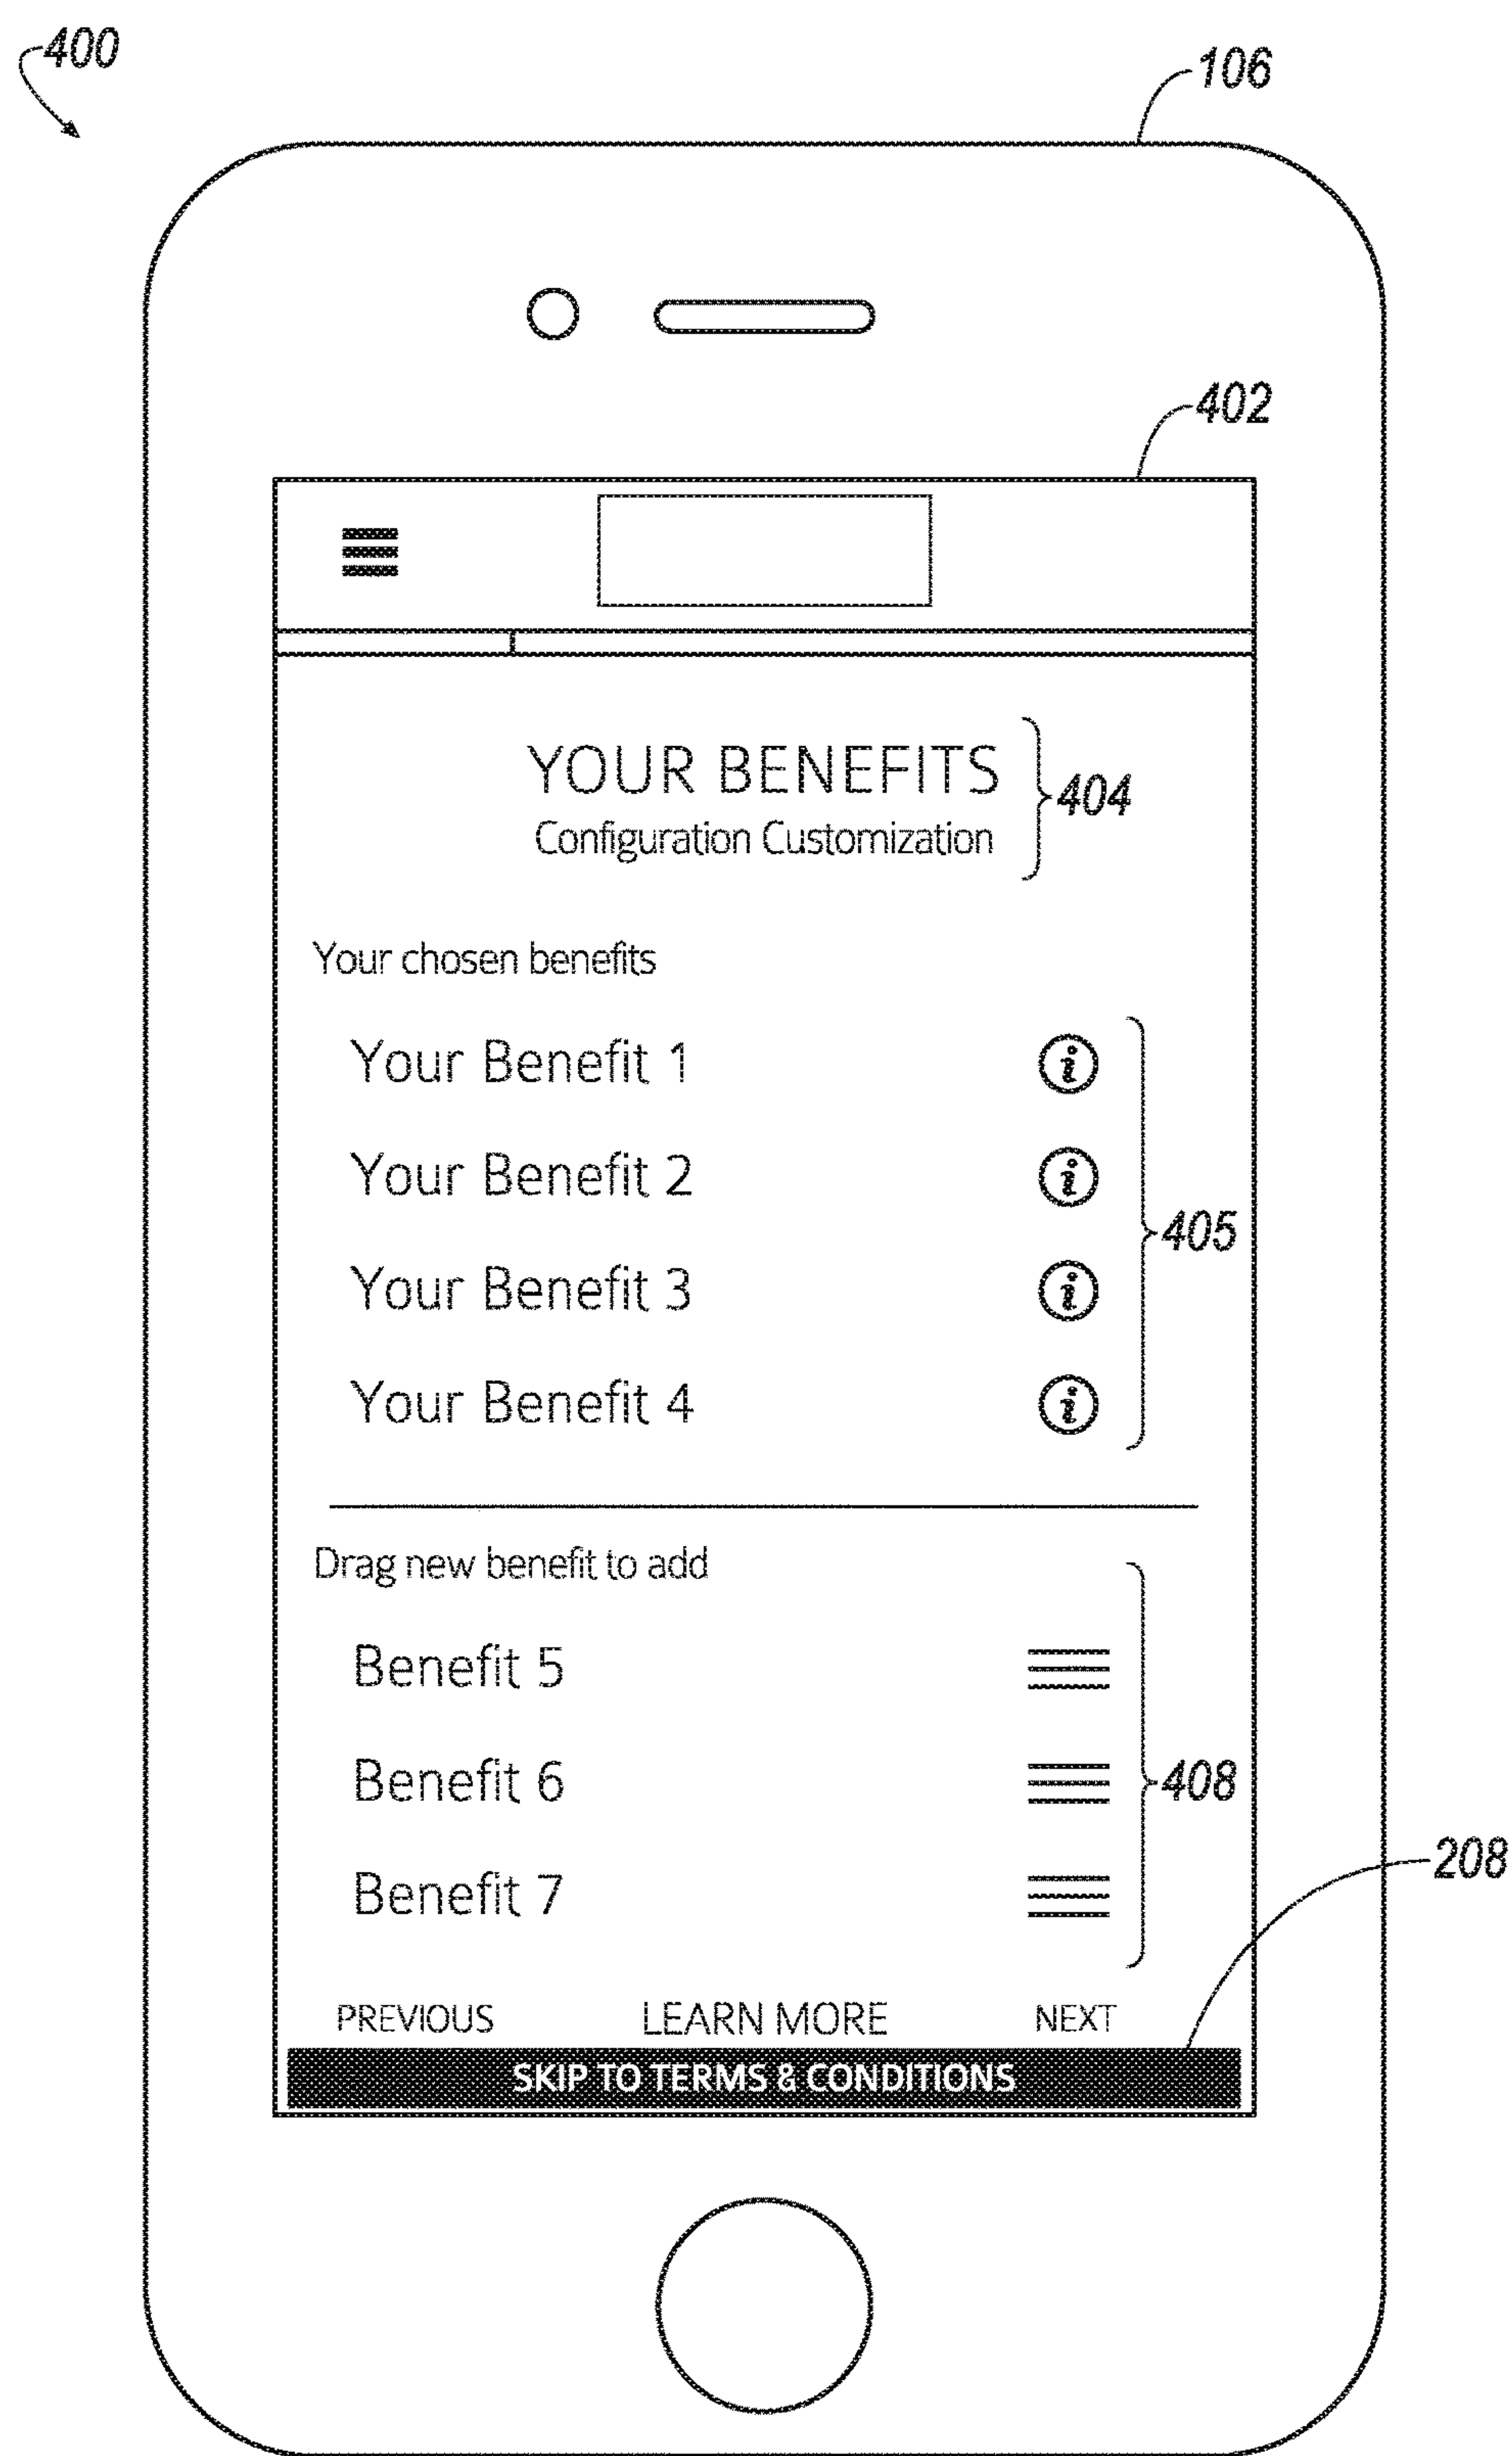 400
106
402
YOUR BENEFITS
Configuration Customization
404
Your chosen benefits
Your Benefit 1 i
Your Benefit 2 i
405
Your Benefit 3 i
Your Benefit 4 i
Drag new benefit to add
Benefit 5
Benefit 6
408
208
Benefit 7
PREVIOUS LEARN MORE NEXT
SKIP TO TERMS & CONDITIONS